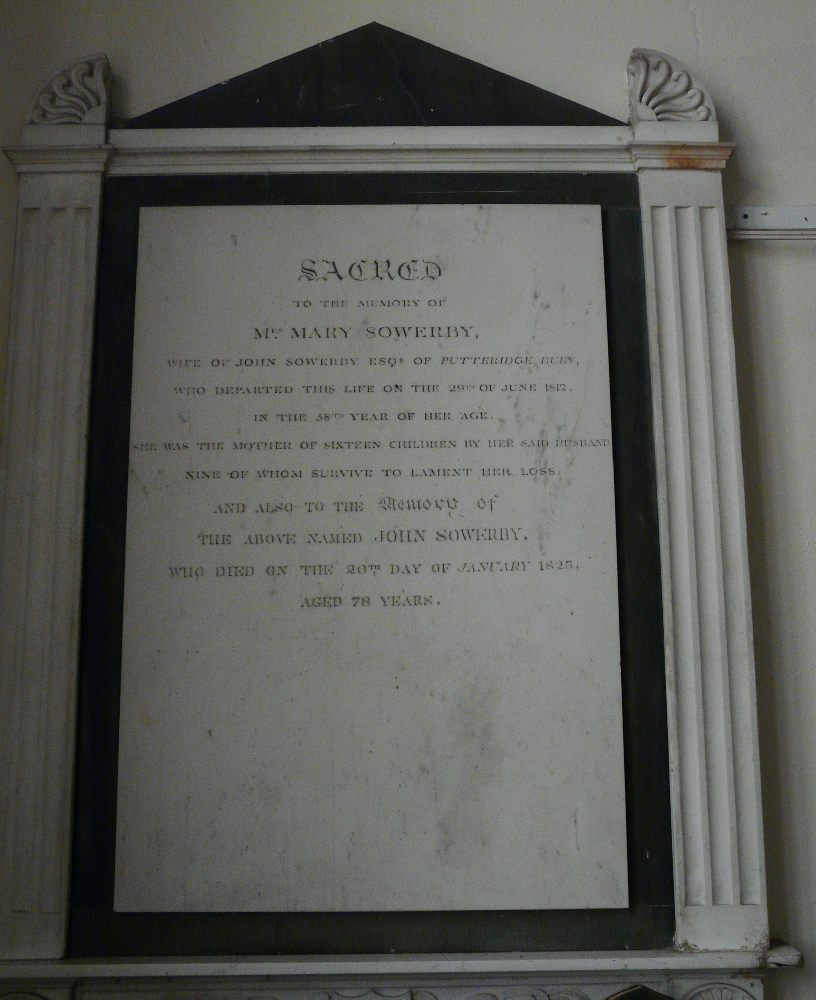 SACRED
TO THE MEMORY OF
Mrs. MARY SOWERBY,
WIFE OF JOHN SOWERBY ESQR. OF PUTTERIDGE BURY,
WHO DEPARTED THIS LIFE ON THE 29TH OF JUNE 1812,
IN THE 58TH YEAR OF HER AGE.
SHE WAS THE MOTHER OF SIXTEEN CHILDREN BY HER SAID HUSBAND
NINE OF WHOM SURVIVE TO LAMENT HER LOSS.
AND ALSO TO THE Memory of
THE ABOVE NAMED JOHN SOWERBY,
WHO DIED ON THE 20TH DAY OF JANUARY 1823,
AGED 78 YEARS.